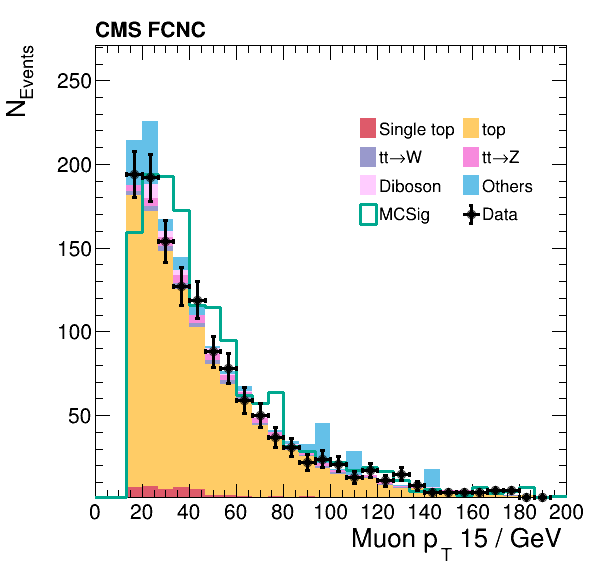 CMS FCNC
N_Events
250
200
150
100
50
Single top
top
tt→W
tt→Z
Diboson
Others
MCSig
Data
0 20 40 60 80 100 120 140 160 180 200
Muon p_T 15 / GeV